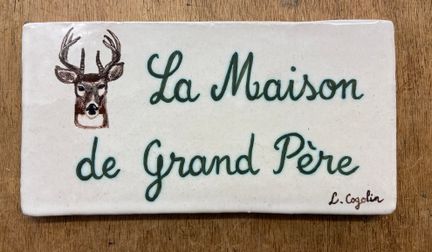 La Maison
de Grand Père
L. Cogolin